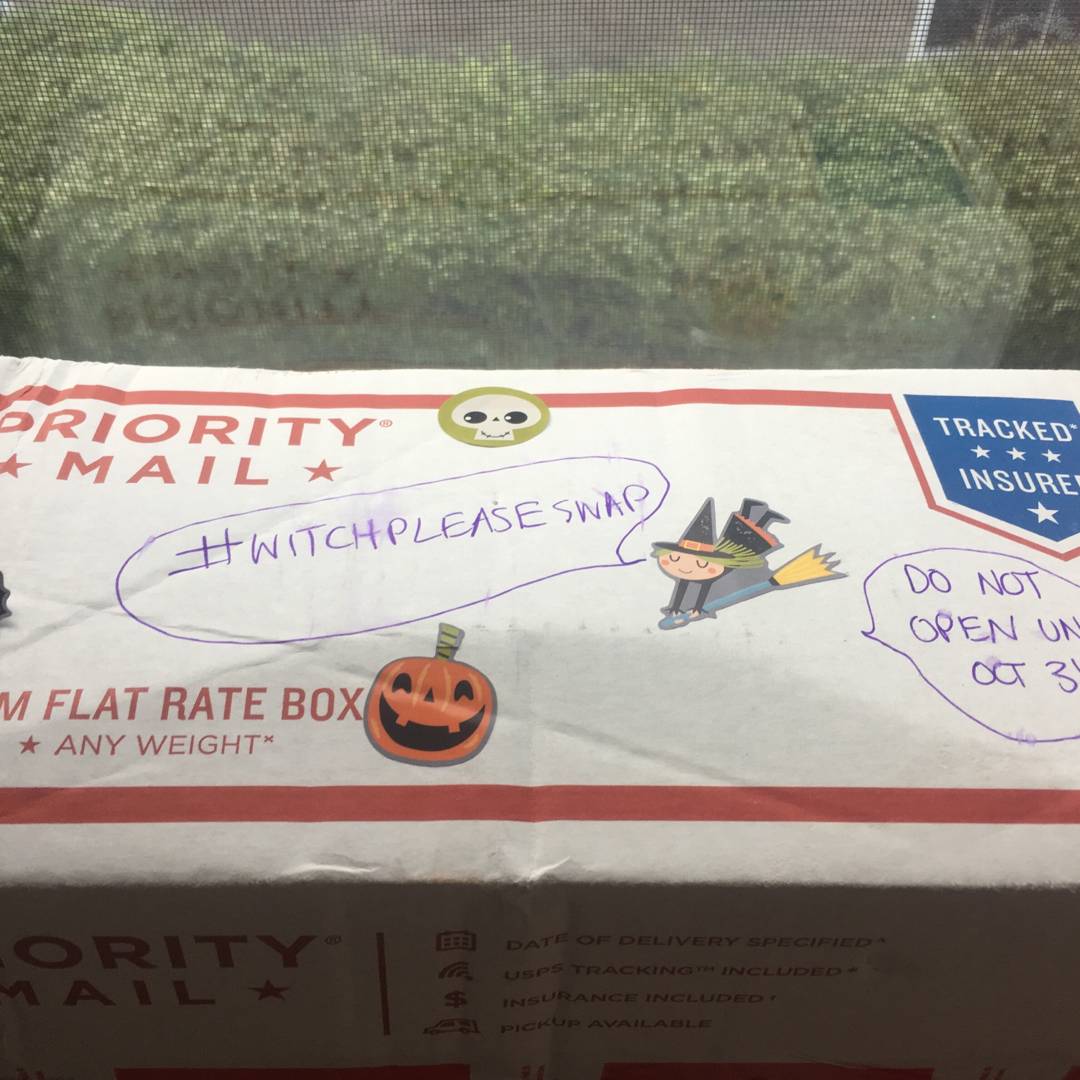 PRIORITY®
★ MAIL ★
TRACKED*
★ ★ ★
INSURED
★
#WITCHPLEASESWAP
DO NOT
OPEN UN
OCT 31
M FLAT RATE BOX
★ ANY WEIGHT*
ORITY®
MAIL ★
DATE OF DELIVERY SPECIFIED*
USPS TRACKING™ INCLUDED*
$ INSURANCE INCLUDED*
PICKUP AVAILABLE